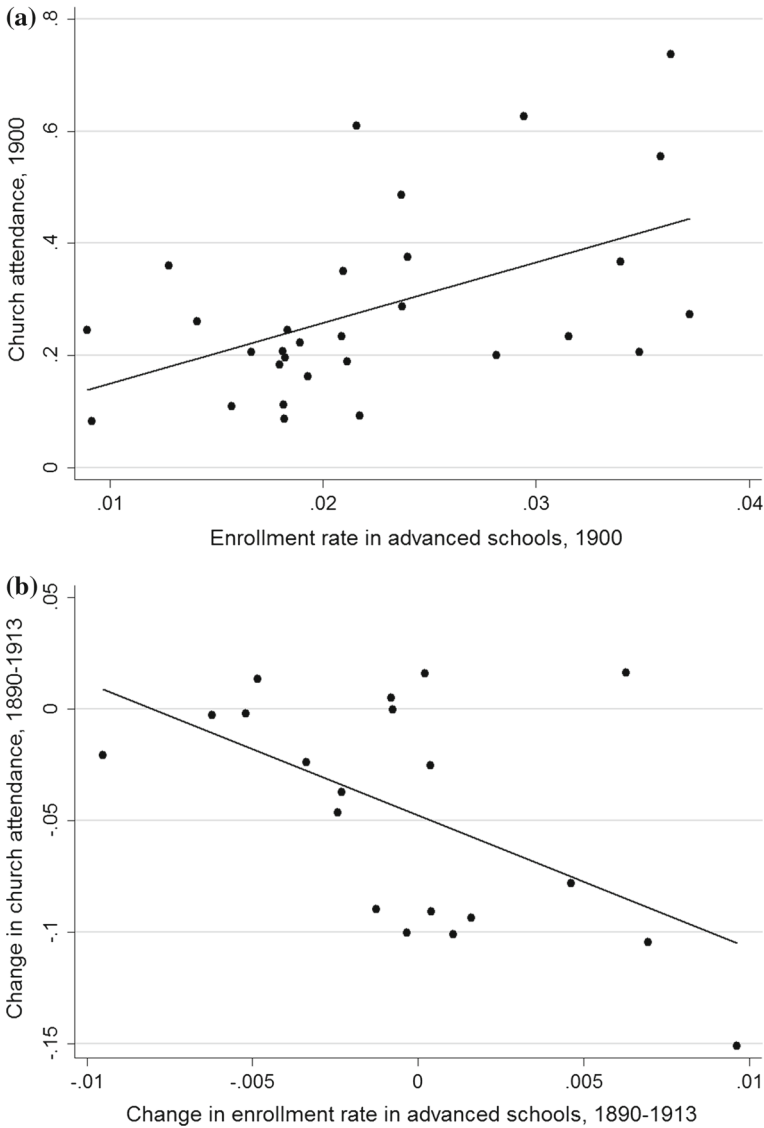 (a)
Church attendance, 1900
.8
.6
.4
.2
0
.01 .02 .03 .04
Enrollment rate in advanced schools, 1900
(b)
Change in church attendance, 1890-1913
.05
0
-.05
-.1
-.15
-.01 -.005 0 .005 .01
Change in enrollment rate in advanced schools, 1890-1913